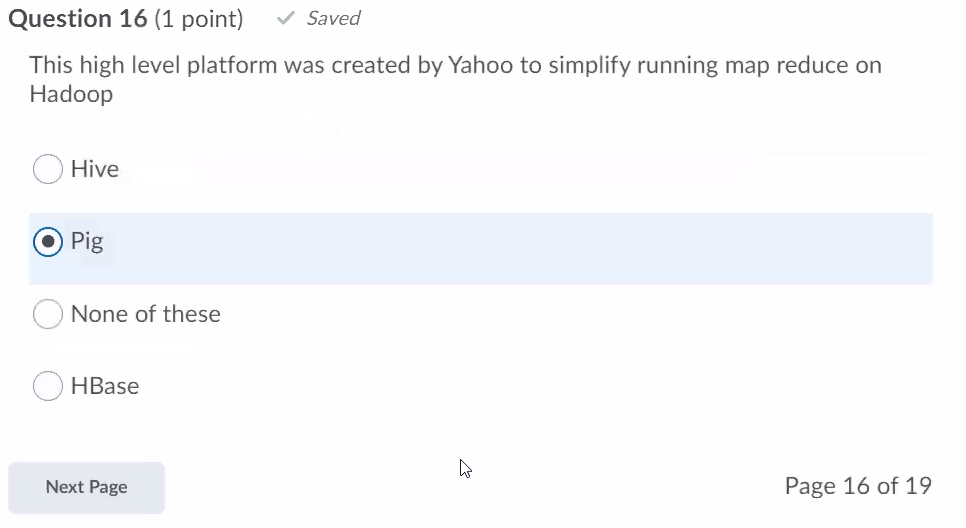 Question 16 (1 point) ✓ Saved
This high level platform was created by Yahoo to simplify running map reduce on
Hadoop
Hive
Pig
None of these
HBase
Next Page Page 16 of 19